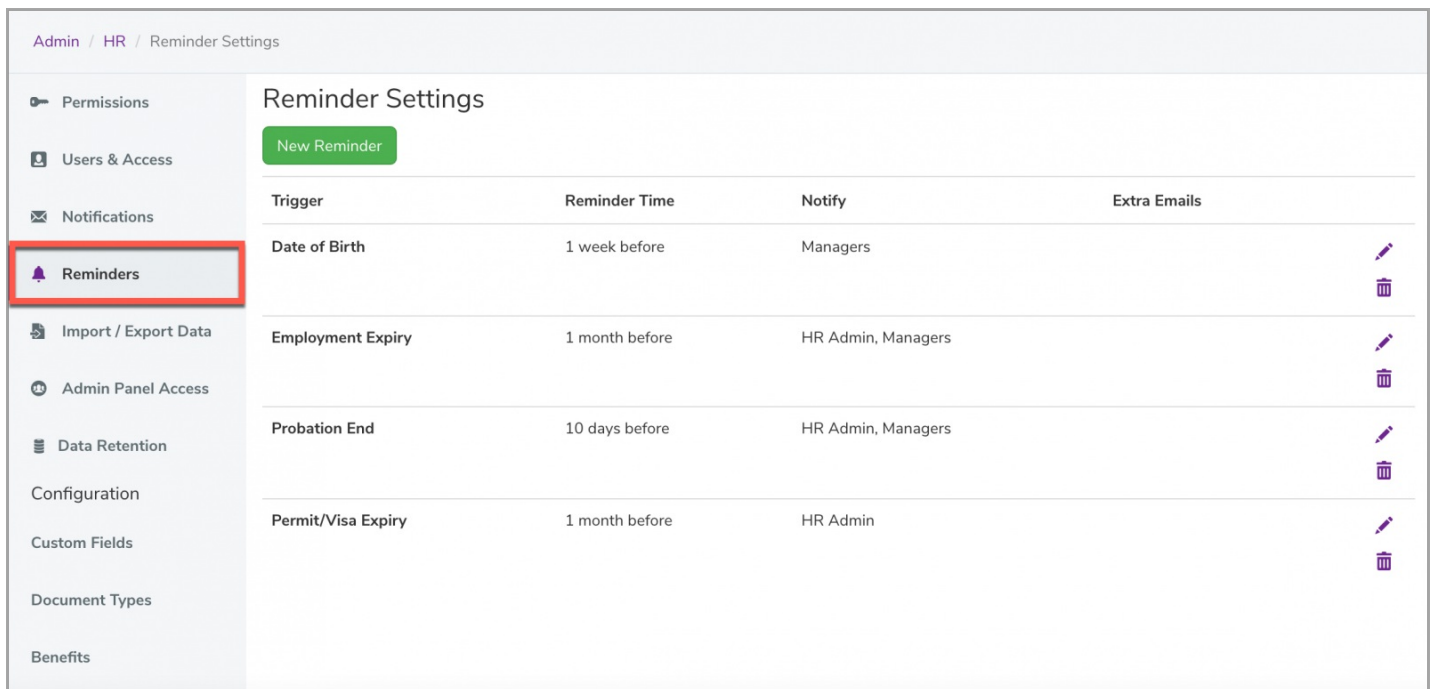 Admin / HR / Reminder Settings
Permissions
Users & Access
Notifications
Reminders
Import / Export Data
Admin Panel Access
Data Retention
Configuration
Custom Fields
Document Types
Benefits
Reminder Settings
New Reminder
Trigger Reminder Time Notify Extra Emails
Date of Birth 1 week before Managers
Employment Expiry 1 month before HR Admin, Managers
Probation End 10 days before HR Admin, Managers
Permit/Visa Expiry 1 month before HR Admin